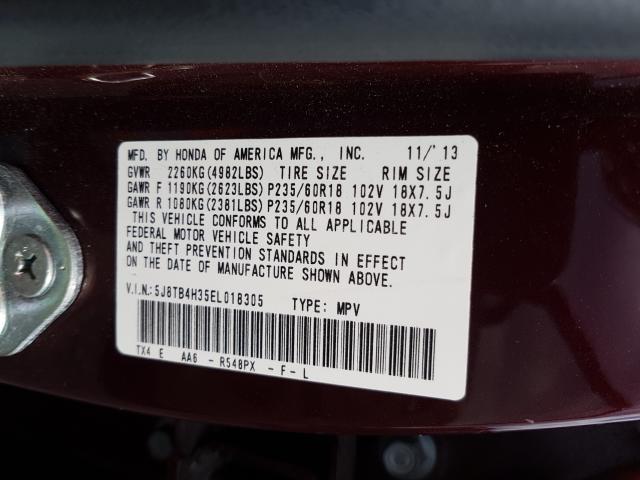 MFD. BY HONDA OF AMERICA MFG., INC. 11/'13
GVWR 2260KG(4982LBS) TIRE SIZE RIM SIZE
GAWR F 1190KG(2623LBS)P235/60R18 102V 18X7.5J
GAWR R 1080KG(2381LBS)P235/60R18 102V 18X7.5J
THIS VEHICLE CONFORMS TO ALL APPLICABLE
FEDERAL MOTOR VEHICLE SAFETY
AND THEFT PREVENTION STANDARDS IN EFFECT
ON THE DATE OF MANUFACTURE SHOWN ABOVE.
V.I.N.:5J8TB4H35EL018305 TYPE: MPV
TX4 E AA6 - R548PX - F - L